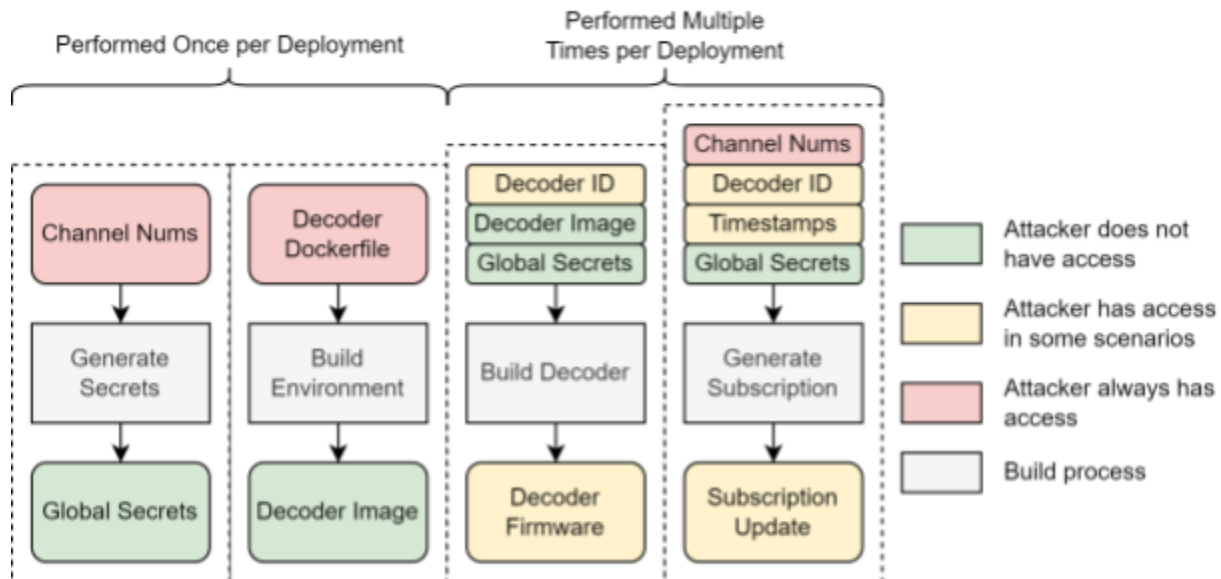 Performed Once per Deployment
Performed Multiple
Times per Deployment
Channel Nums
Generate
Secrets
Global Secrets
Decoder
Dockerfile
Build
Environment
Decoder Image
Decoder ID
Decoder Image
Global Secrets
Build Decoder
Decoder
Firmware
Channel Nums
Decoder ID
Timestamps
Global Secrets
Generate
Subscription
Subscription
Update
Attacker does not
have access
Attacker has access
in some scenarios
Attacker always has
access
Build process